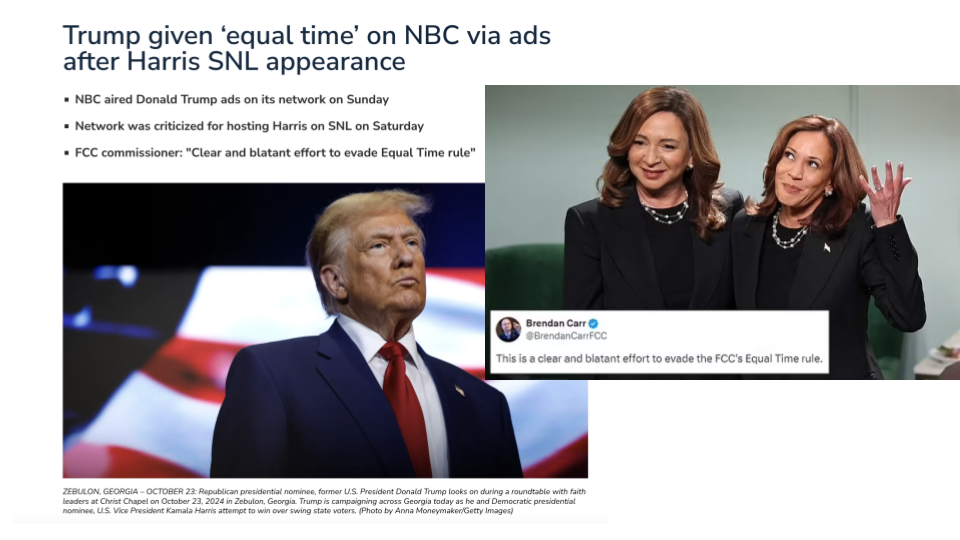 Trump given ‘equal time’ on NBC via ads
after Harris SNL appearance
▪ NBC aired Donald Trump ads on its network on Sunday
▪ Network was criticized for hosting Harris on SNL on Saturday
▪ FCC commissioner: "Clear and blatant effort to evade Equal Time rule"
Brendan Carr
@BrendanCarrFCC
This is a clear and blatant effort to evade the FCC's Equal Time rule.
ZEBULON, GEORGIA – OCTOBER 23: Republican presidential nominee, former U.S. President Donald Trump looks on during a roundtable with faith
leaders at Christ Chapel on October 23, 2024 in Zebulon, Georgia. Trump is campaigning across Georgia today as he and Democratic presidential
nominee, U.S. Vice President Kamala Harris attempt to win over swing state voters. (Photo by Anna Moneymaker/Getty Images)